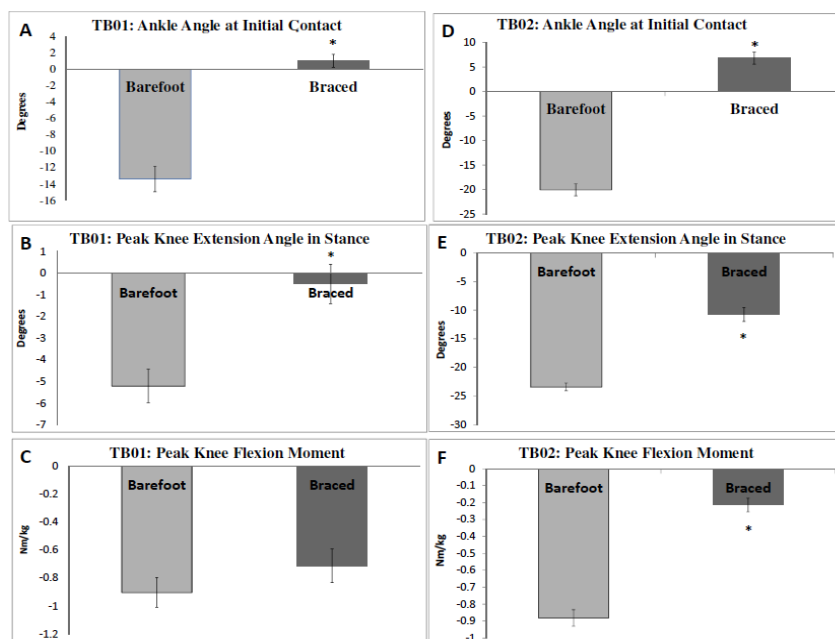 A
TB01: Ankle Angle at Initial Contact
4
2
0
-2
-4
-6
-8
-10
-12
-14
-16
Degrees
Barefoot
*
Braced
B
TB01: Peak Knee Extension Angle in Stance
1
0
-1
-2
-3
-4
-5
-6
-7
Degrees
Barefoot
*
Braced
C
TB01: Peak Knee Flexion Moment
0
-0.2
-0.4
-0.6
-0.8
-1
-1.2
Nm/kg
Barefoot
Braced
D
TB02: Ankle Angle at Initial Contact
10
5
0
-5
-10
-15
-20
-25
Degrees
Barefoot
*
Braced
E
TB02: Peak Knee Extension Angle in Stance
0
-5
-10
-15
-20
-25
-30
Degrees
Barefoot
Braced
*
F
TB02: Peak Knee Flexion Moment
0
-0.1
-0.2
-0.3
-0.4
-0.5
-0.6
-0.7
-0.8
-0.9
-1
Nm/kg
Barefoot
Braced
*